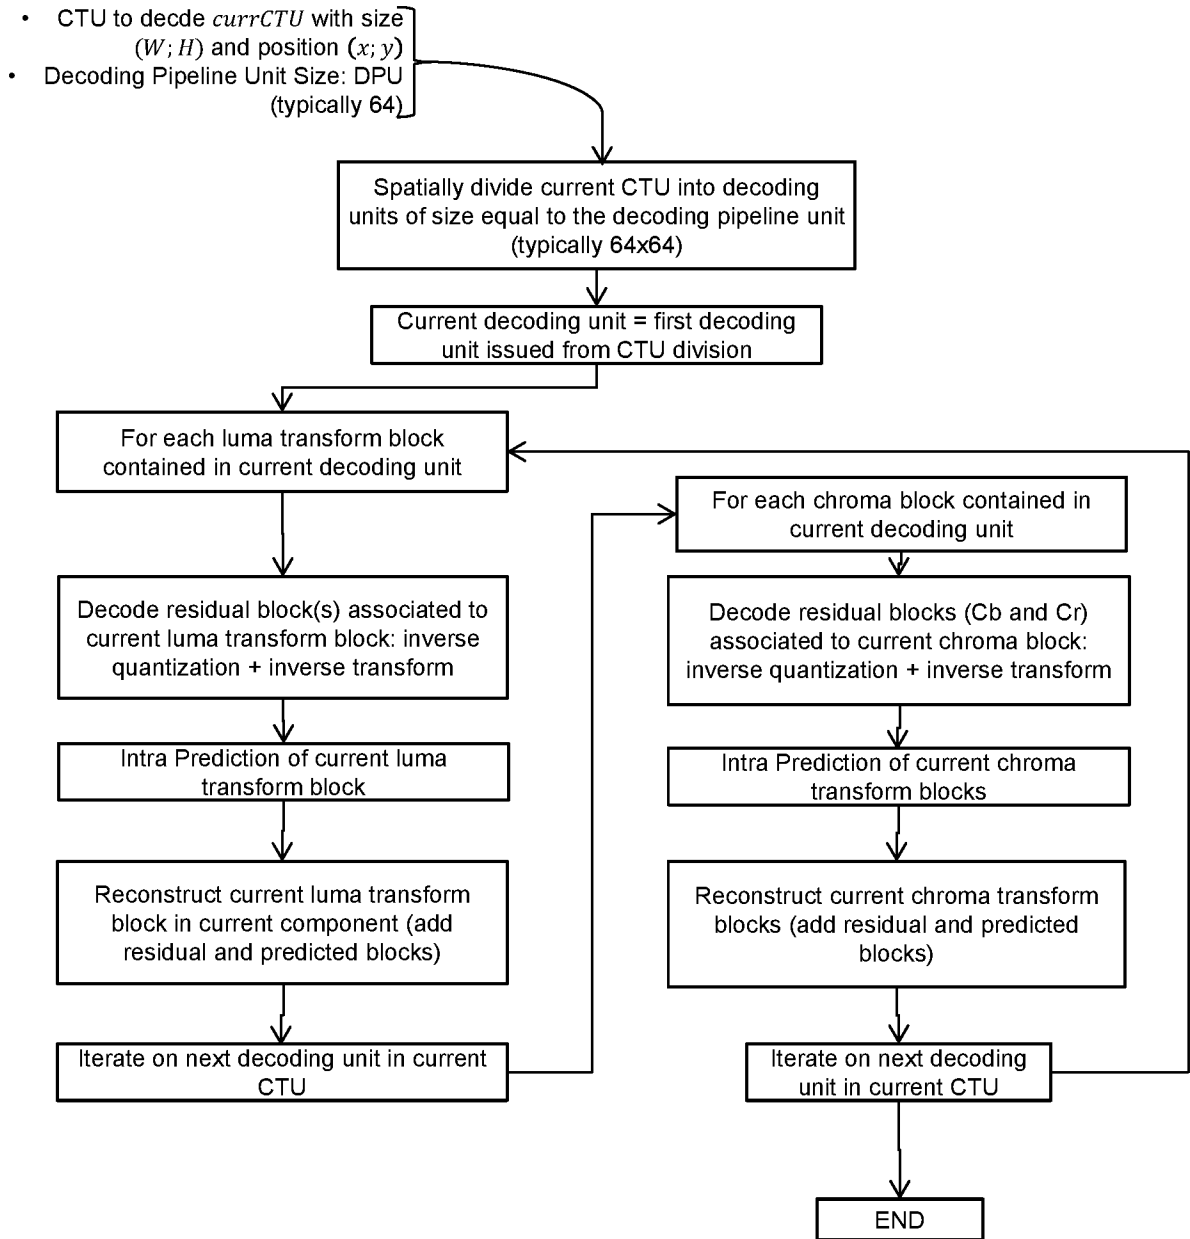 • CTU to decde currCTU with size
(W; H) and position (x; y)
• Decoding Pipeline Unit Size: DPU
(typically 64)
Spatially divide current CTU into decoding
units of size equal to the decoding pipeline unit
(typically 64x64)
Current decoding unit = first decoding
unit issued from CTU division
For each luma transform block
contained in current decoding unit
Decode residual block(s) associated to
current luma transform block: inverse
quantization + inverse transform
Intra Prediction of current luma
transform block
Reconstruct current luma transform
block in current component (add
residual and predicted blocks)
Iterate on next decoding unit in current
CTU
For each chroma block contained in
current decoding unit
Decode residual blocks (Cb and Cr)
associated to current chroma block:
inverse quantization + inverse transform
Intra Prediction of current chroma
transform blocks
Reconstruct current chroma transform
blocks (add residual and predicted
blocks)
Iterate on next decoding
unit in current CTU
END